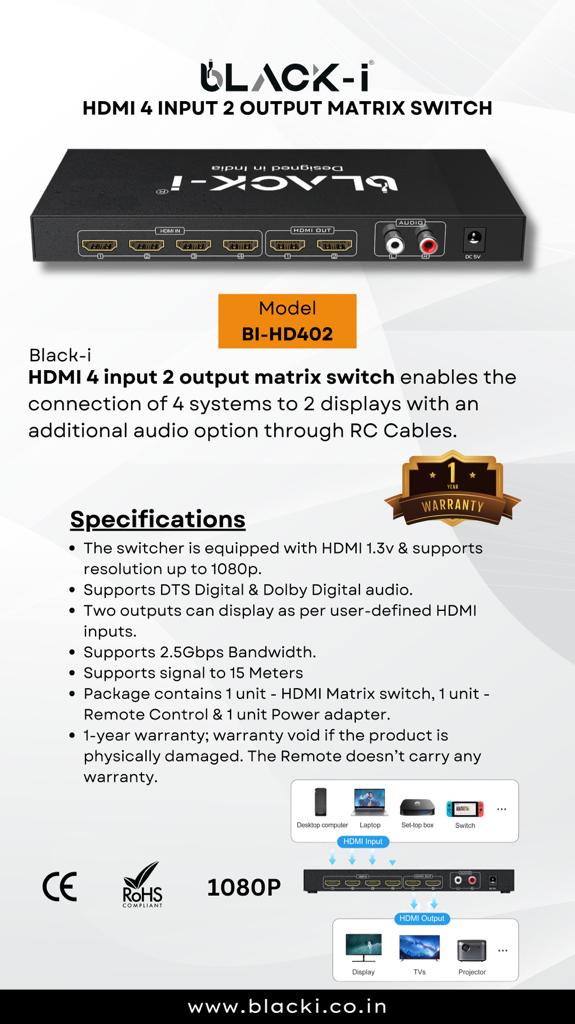 BLACK-i®
HDMI 4 INPUT 2 OUTPUT MATRIX SWITCH
BLACK-i®
Designed in India
HDMI IN
HDMI OUT
AUDIO
1 2 3 4 1 2 L R
DC 5V
Model
BI-HD402
Black-i
HDMI 4 input 2 output matrix switch enables the
connection of 4 systems to 2 displays with an
additional audio option through RC Cables.
1
YEAR
WARRANTY
Specifications
• The switcher is equipped with HDMI 1.3v & supports
resolution up to 1080p.
• Supports DTS Digital & Dolby Digital audio.
• Two outputs can display as per user-defined HDMI
inputs.
• Supports 2.5Gbps Bandwidth.
• Supports signal to 15 Meters
• Package contains 1 unit - HDMI Matrix switch, 1 unit -
Remote Control & 1 unit Power adapter.
• 1-year warranty; warranty void if the product is
physically damaged. The Remote doesn’t carry any
warranty.
Desktop computer Laptop Set-top box Switch ...
HDMI Input
CE
RoHS
COMPLIANT
1080P
HDMI Output
Display TVs Projector ...
www.blacki.co.in